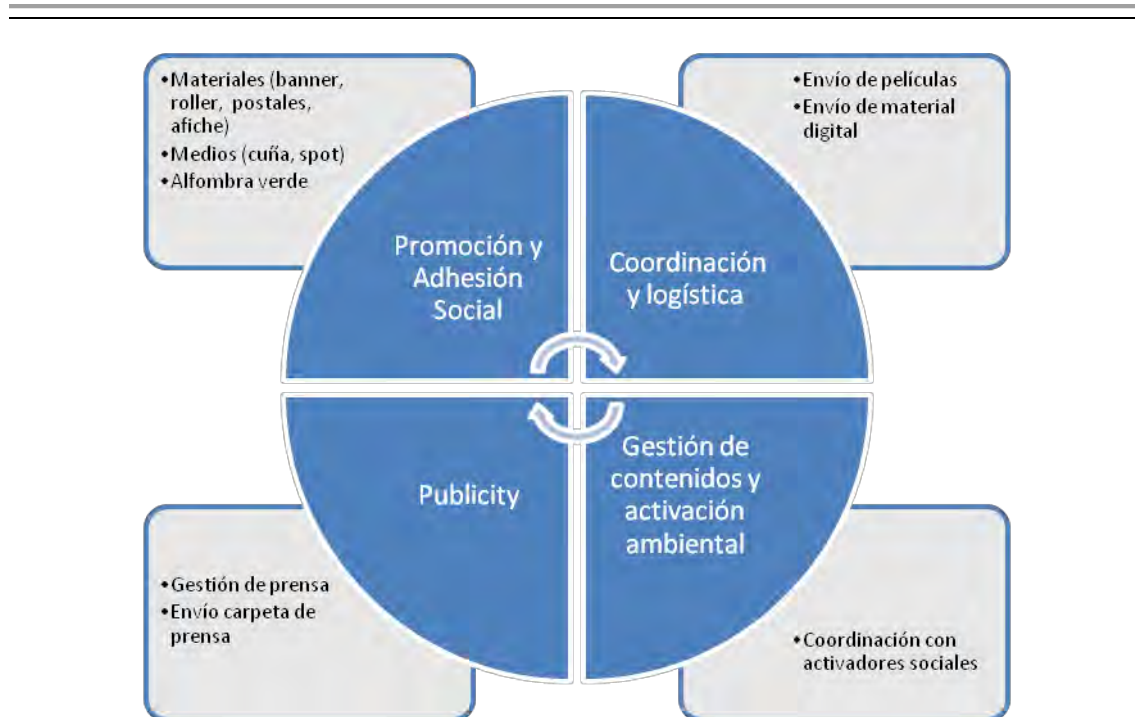 •Materiales (banner,
roller, postales,
afiche)
•Medios (cuña, spot)
•Alfombra verde
•Envío de películas
•Envío de material
digital
Promoción y
Adhesión
Social
Coordinación
y logística
Publicity
Gestión de
contenidos y
activación
ambiental
•Gestión de prensa
•Envío carpeta de
prensa
•Coordinación con
activadores sociales